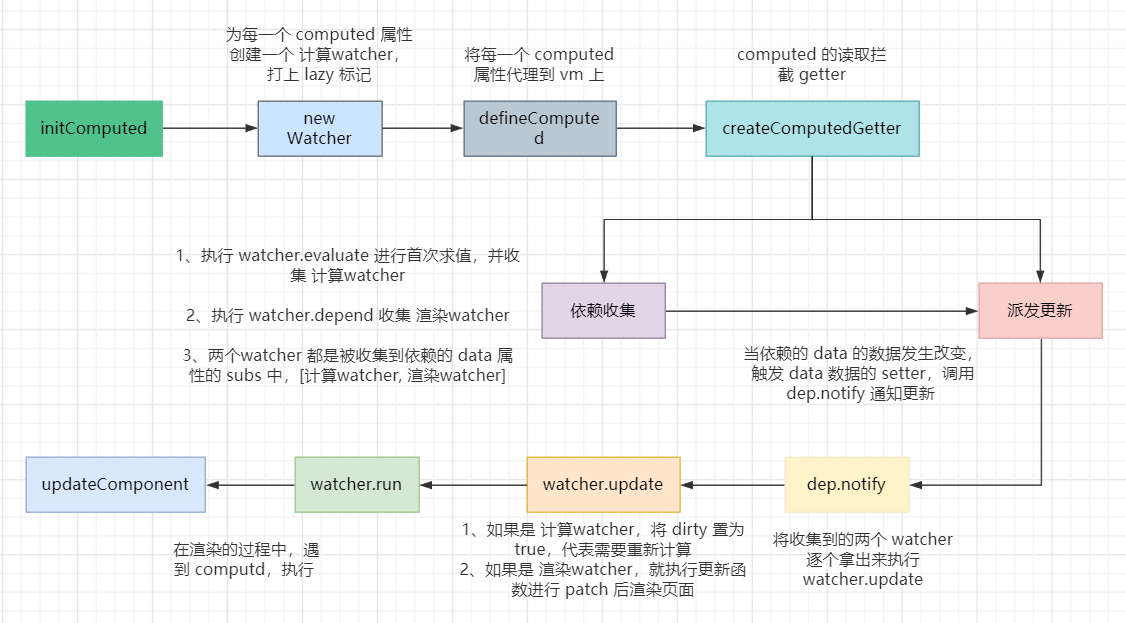 为每一个 computed 属性
创建一个 计算watcher，
打上 lazy 标记
将每一个 computed
属性代理到 vm 上
computed 的读取拦
截 getter
initComputed
new
Watcher
defineCompute
d
createComputedGetter
1、执行 watcher.evaluate 进行首次求值，并收
集 计算watcher
2、执行 watcher.depend 收集 渲染watcher
3、两个watcher 都是被收集到依赖的 data 属
性的 subs 中，[计算watcher, 渲染watcher]
依赖收集
派发更新
当依赖的 data 的数据发生改变，
触发 data 数据的 setter，调用
dep.notify 通知更新
updateComponent
watcher.run
watcher.update
dep.notify
在渲染的过程中，遇
到 computd，执行
1、如果是 计算watcher，将 dirty 置为
true，代表需要重新计算
2、如果是 渲染watcher，就执行更新函
数进行 patch 后渲染页面
将收集到的两个 watcher
逐个拿出来执行
watcher.update